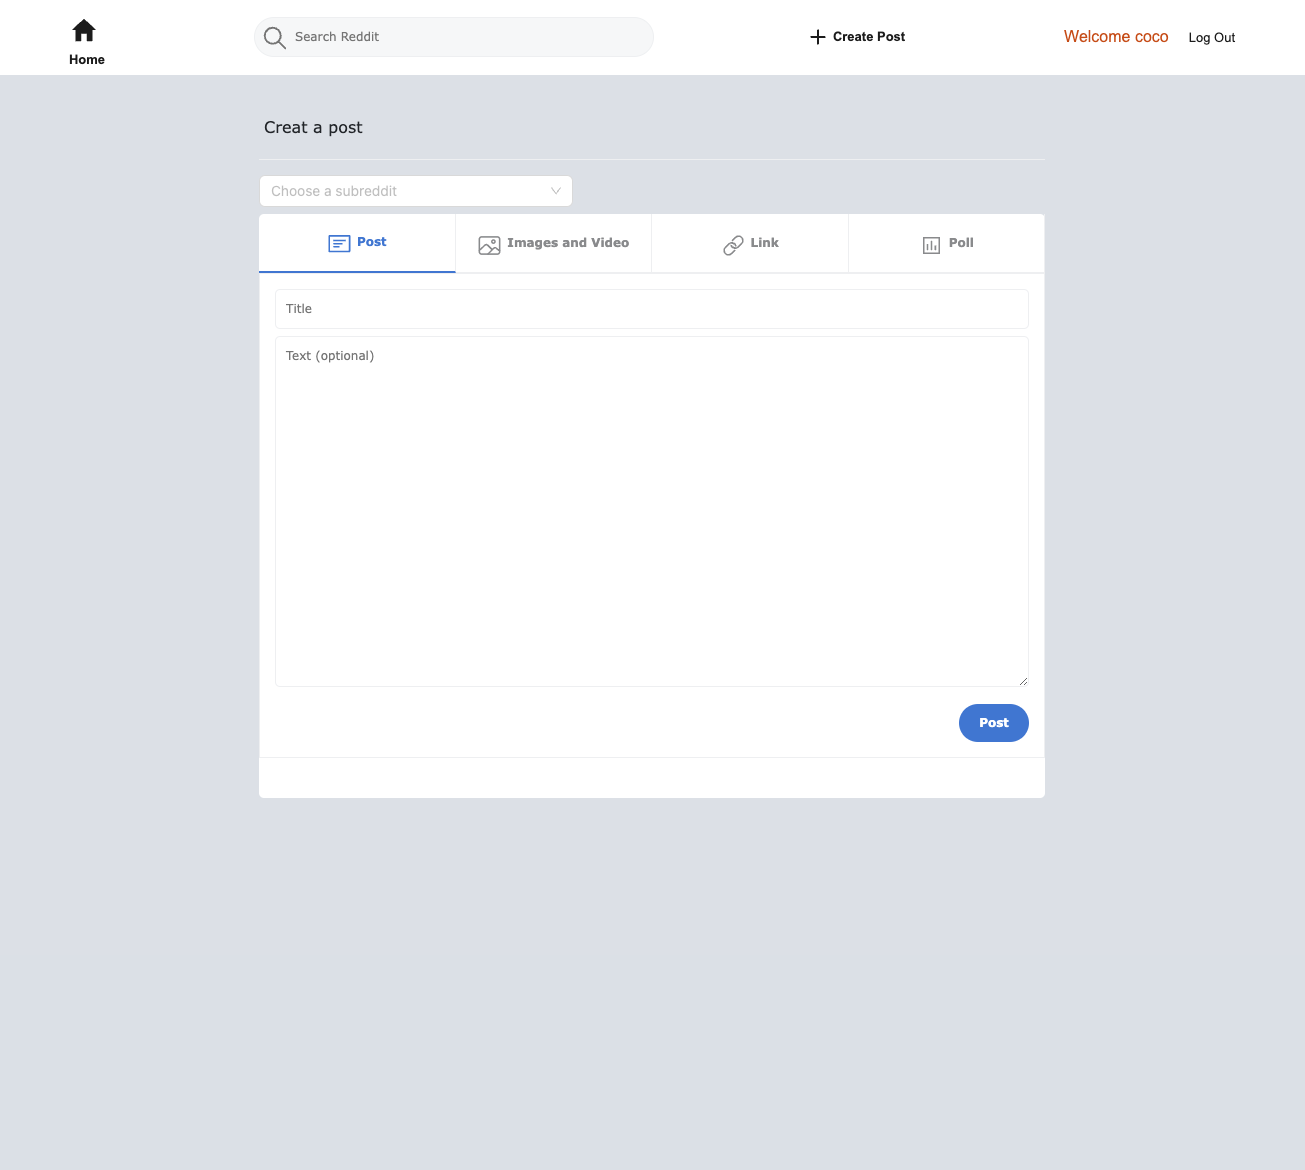 Home
Search Reddit
Create Post
Welcome coco
Log Out
Creat a post
Choose a subreddit
Post
Images and Video
Link
Poll
Title
Text (optional)
Post